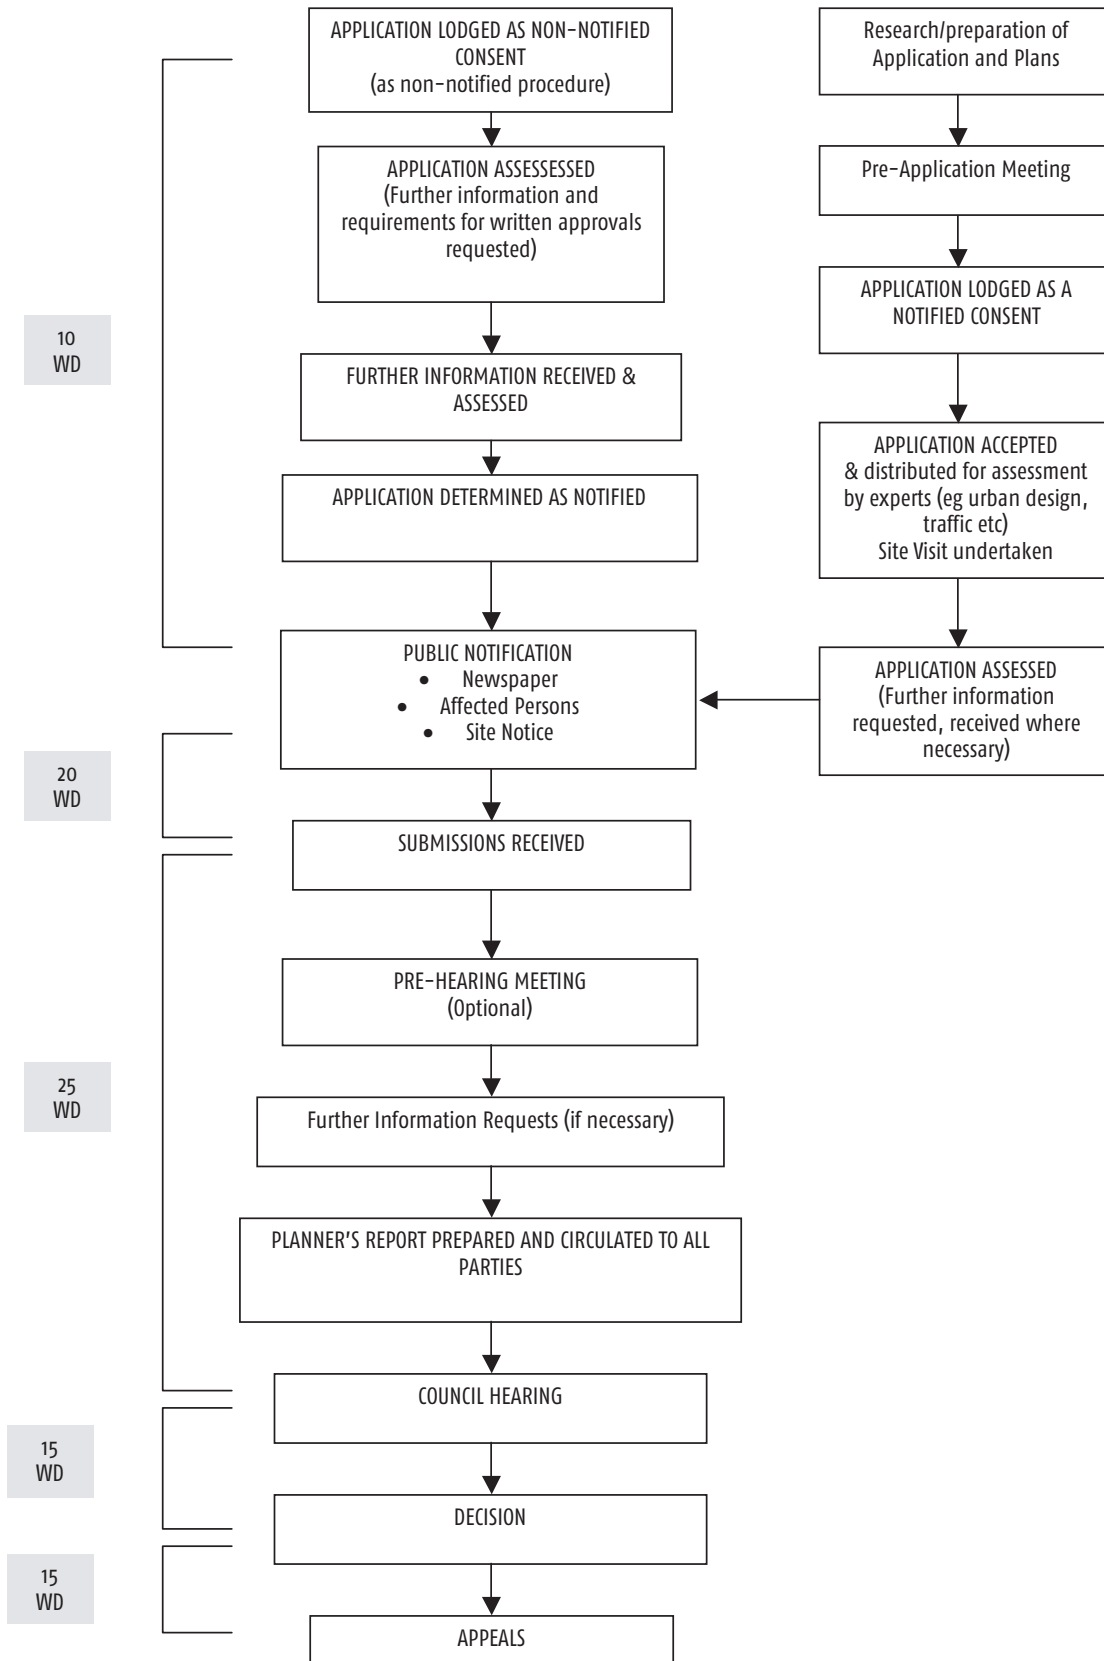 APPLICATION LODGED AS NON-NOTIFIED
CONSENT
(as non-notified procedure)
APPLICATION ASSESSESSED
(Further information and
requirements for written approvals
requested)
10
WD
FURTHER INFORMATION RECEIVED &
ASSESSED
APPLICATION DETERMINED AS NOTIFIED
PUBLIC NOTIFICATION
• Newspaper
• Affected Persons
• Site Notice
20
WD
SUBMISSIONS RECEIVED
PRE-HEARING MEETING
(Optional)
25
WD
Further Information Requests (if necessary)
PLANNER'S REPORT PREPARED AND CIRCULATED TO ALL
PARTIES
COUNCIL HEARING
15
WD
DECISION
15
WD
APPEALS
Research/preparation of
Application and Plans
Pre-Application Meeting
APPLICATION LODGED AS A
NOTIFIED CONSENT
APPLICATION ACCEPTED
& distributed for assessment
by experts (eg urban design,
traffic etc)
Site Visit undertaken
APPLICATION ASSESSED
(Further information
requested, received where
necessary)